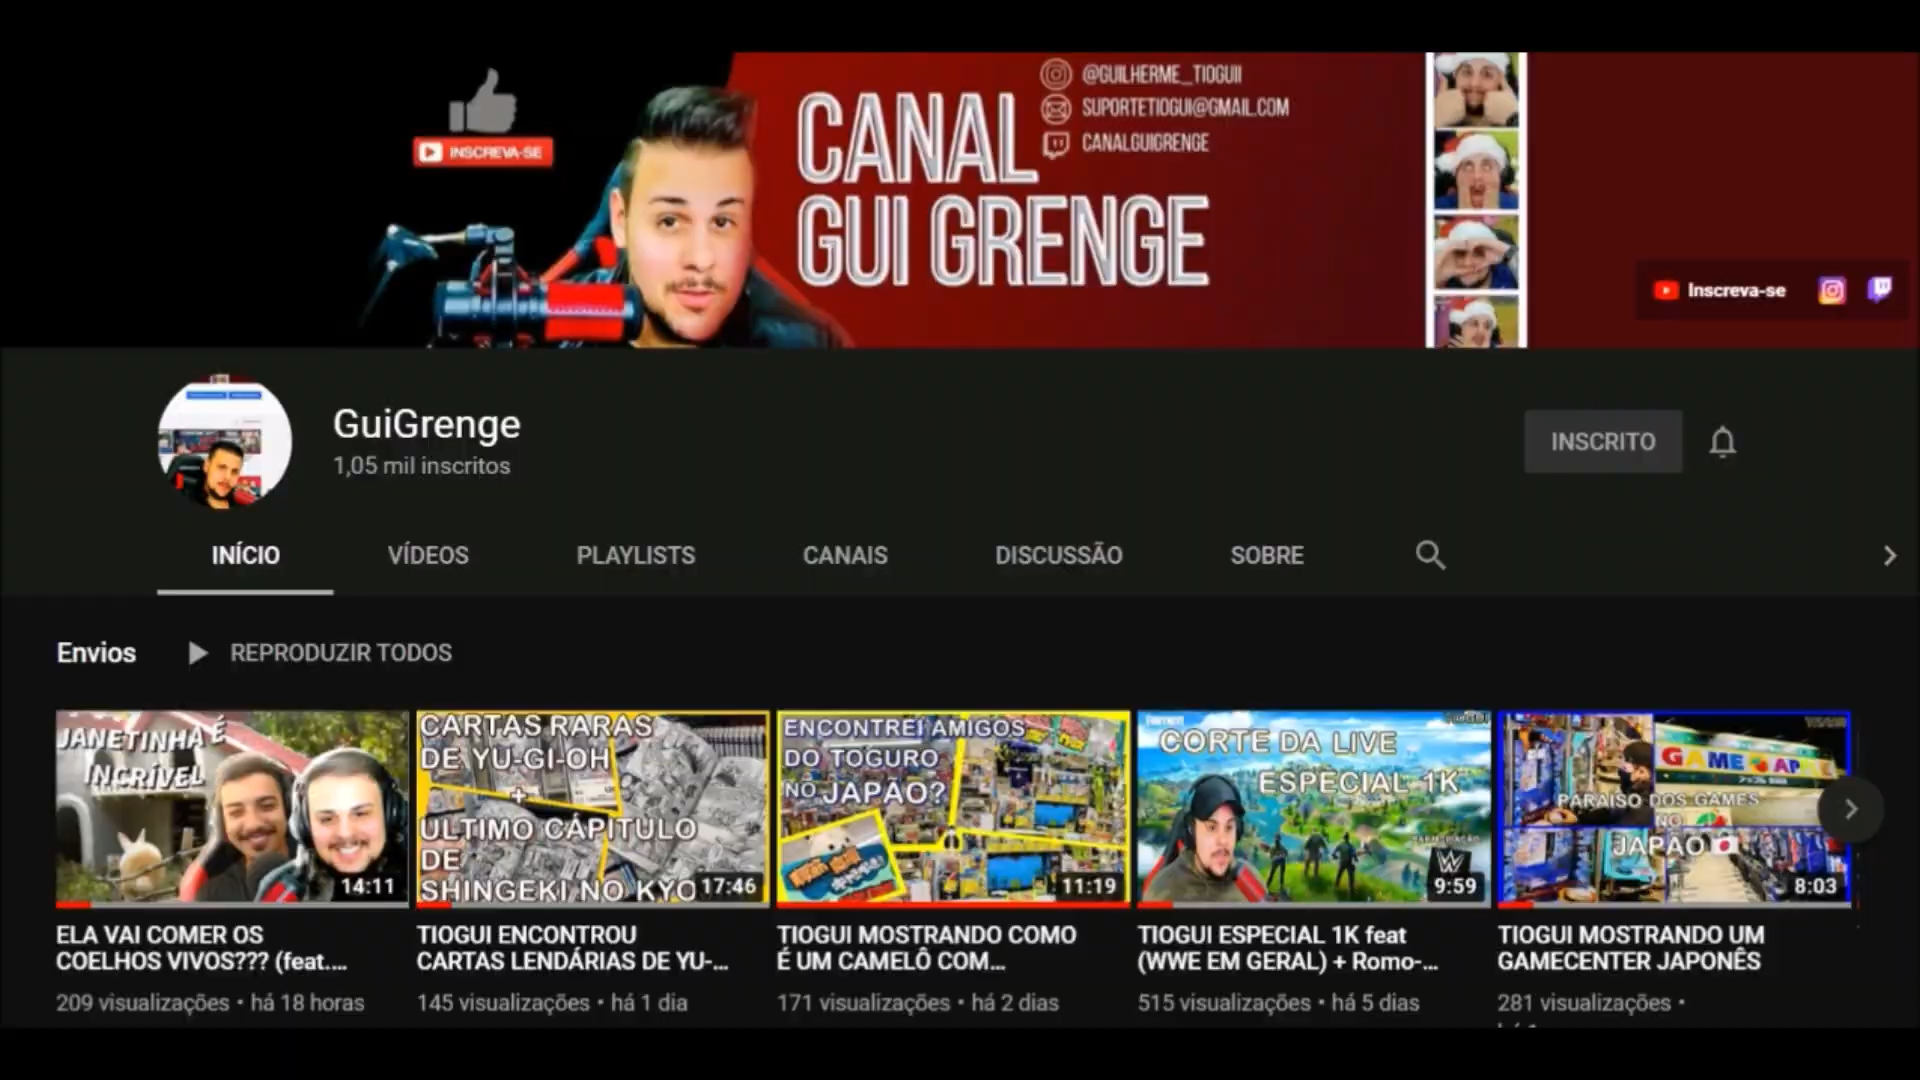 @GUILHERME_TIOGUII
SUPORTETIOGUI@GMAIL.COM
CANALGUIGRENGE
CANAL
GUI GRENGE
INSCREVA-SE
Inscreva-se
GuiGrenge
1,05 mil inscritos
INSCRITO
INÍCIO
VÍDEOS
PLAYLISTS
CANAIS
DISCUSSÃO
SOBRE
Envios
REPRODUZIR TODOS
JANETINHA É
INCRÍVEL
14:11
CARTAS RARAS
DE YU-GI-OH
+
ULTIMO CÁPITULO
DE
SHINGEKI NO KYO
17:46
ENCONTREI AMIGOS
DO TOGURO
NO JAPÃO?
11:19
CORTE DA LIVE
ESPECIAL 1K
9:59
GAME
PARAISO DOS GAMES
NO
JAPÃO
8:03
ELA VAI COMER OS
COELHOS VIVOS??? (feat....
209 visualizações • há 18 horas
TIOGUI ENCONTROU
CARTAS LENDÁRIAS DE YU-...
145 visualizações • há 1 dia
TIOGUI MOSTRANDO COMO
É UM CAMELÔ COM...
171 visualizações • há 2 dias
TIOGUI ESPECIAL 1K feat
(WWE EM GERAL) + Romo-...
515 visualizações • há 5 dias
TIOGUI MOSTRANDO UM
GAMECENTER JAPONÊS
281 visualizações •